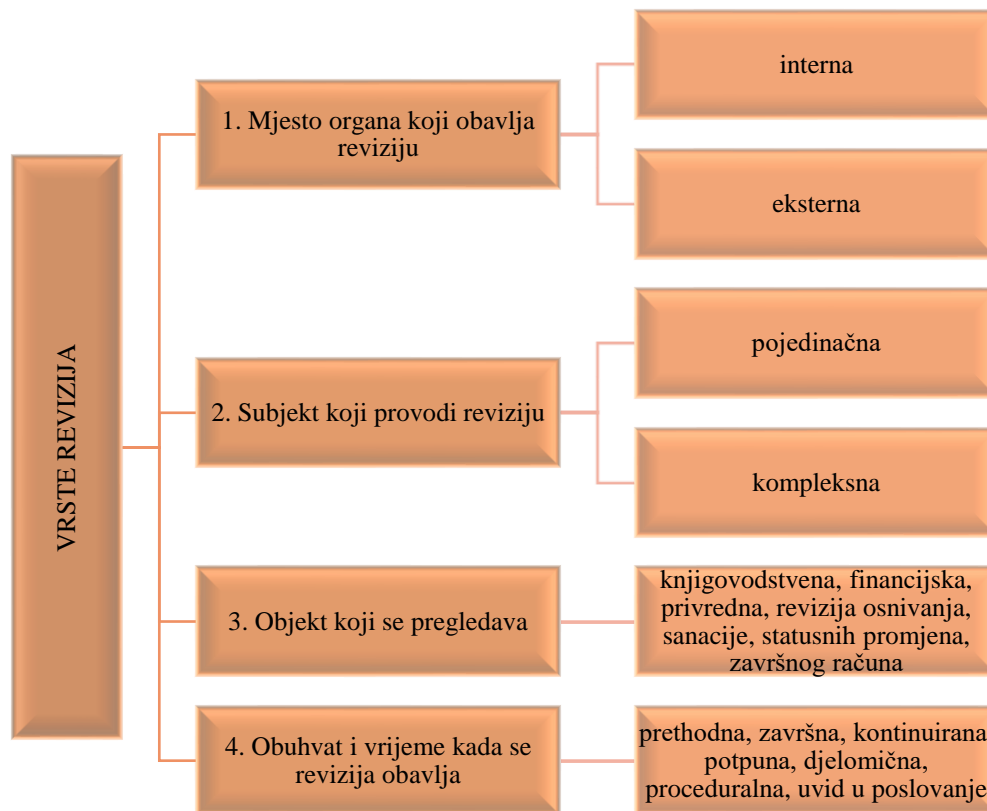 VRSTE REVIZIJA
1. Mjesto organa koji obavlja
reviziju
interna
eksterna
2. Subjekt koji provodi reviziju
pojedinačna
kompleksna
3. Objekt koji se pregledava
knjigovodstvena, financijska,
privredna, revizija osnivanja,
sanacije, statusnih promjena,
završnog računa
4. Obuhvat i vrijeme kada se
revizija obavlja
prethodna, završna, kontinuirana
potpuna, djelomična,
proceduralna, uvid u poslovanje